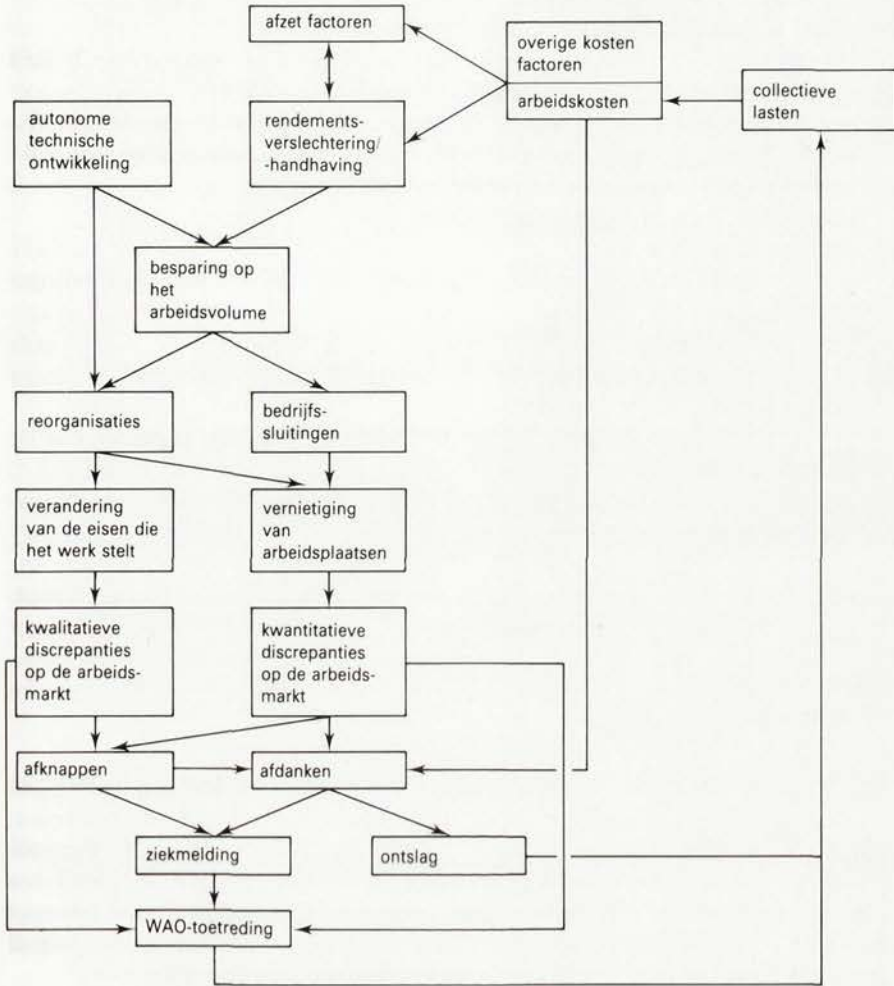 afzet factoren
overige kosten
factoren
arbeidskosten
collectieve
lasten
autonome
technische
ontwikkeling
rendements-
verslechtering/
-handhaving
besparing op
het
arbeidsvolume
reorganisaties
bedrijfs-
sluitingen
verandering
van de eisen die
het werk stelt
vernietiging
van
arbeidsplaatsen
kwalitatieve
discrepanties
op de arbeids-
markt
kwantitatieve
discrepanties
op de arbeids-
markt
afknappen
afdanken
ziekmelding
ontslag
WAO-toetreding